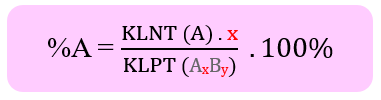 %A = KLNT (A) . x / KLPT (AxBy) . 100%